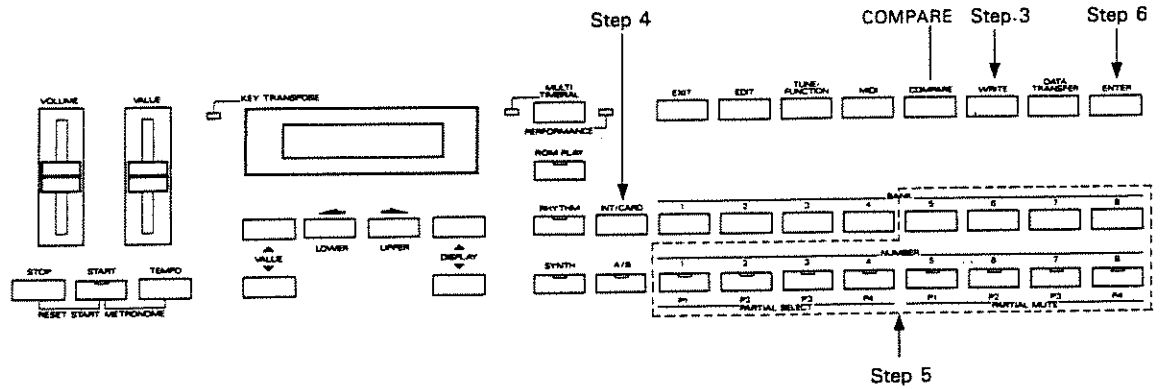 Step 4
COMPARE Step.3
Step 6
VOLUME
VALUE
KEY TRANSPOSE
MULTI
TIMBRAL
PERFORMANCE
EXIT
EDIT
TUNE/
FUNCTION
MIDI
COMPARE
WRITE
DATA
TRANSFER
ENTER
ROM PLAY
RHYTHM
INT/CARD
BANK
1 2 3 4 5 6 7 8
LOWER
UPPER
VALUE
DISPLAY
STOP
START
TEMPO
RESET START METRONOME
SYNTH
A/B
NUMBER
1 2 3 4 5 6 7 8
P1 P2 P3 P4 P1 P2 P3 P4
PARTIAL SELECT
PARTIAL MUTE
Step 5